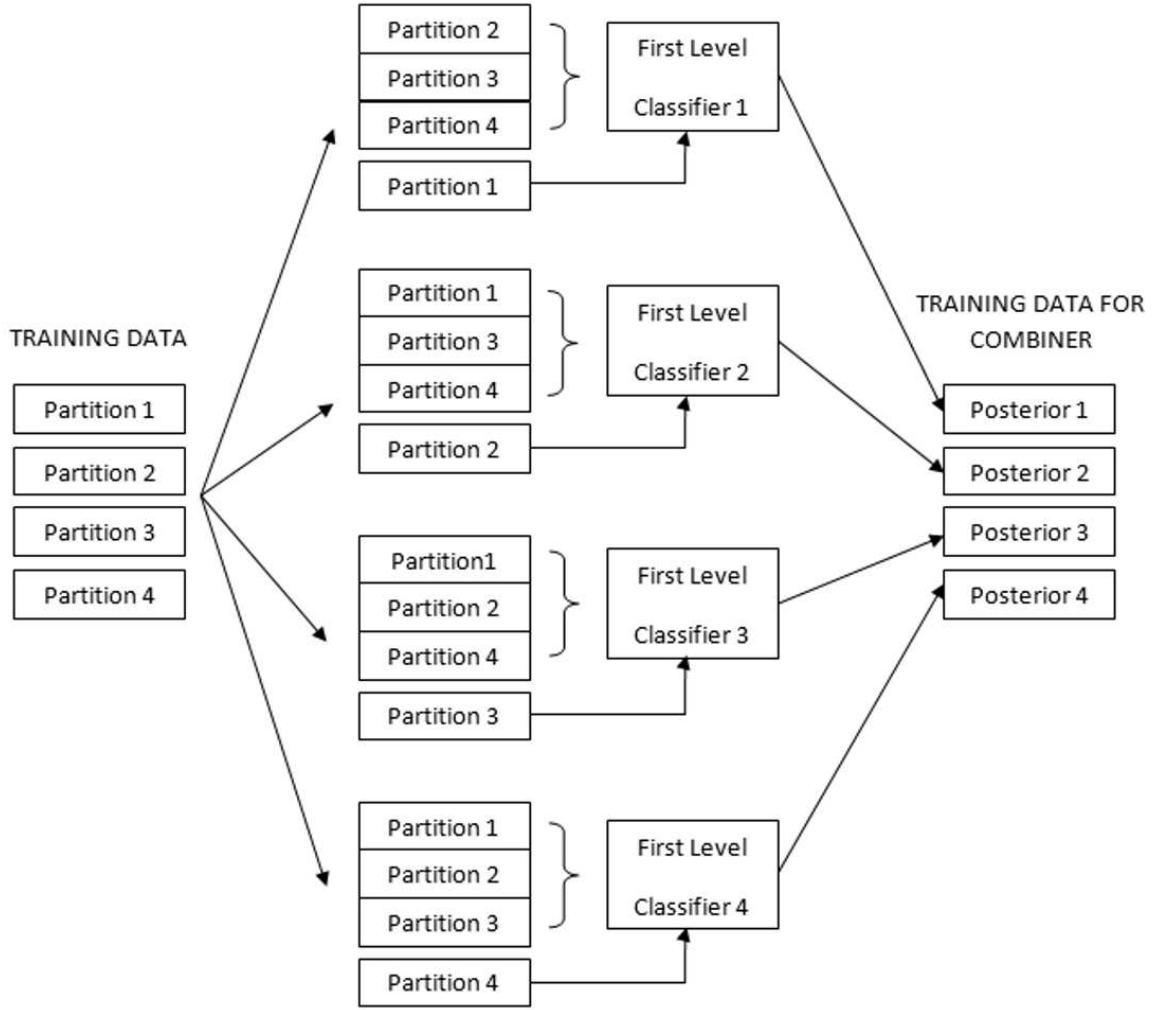 TRAINING DATA
Partition 1
Partition 2
Partition 3
Partition 4
Partition 2
Partition 3
Partition 4
Partition 1
First Level
Classifier 1
Partition 1
Partition 3
Partition 4
Partition 2
First Level
Classifier 2
Partition1
Partition 2
Partition 4
Partition 3
First Level
Classifier 3
Partition 1
Partition 2
Partition 3
Partition 4
First Level
Classifier 4
TRAINING DATA FOR
COMBINER
Posterior 1
Posterior 2
Posterior 3
Posterior 4